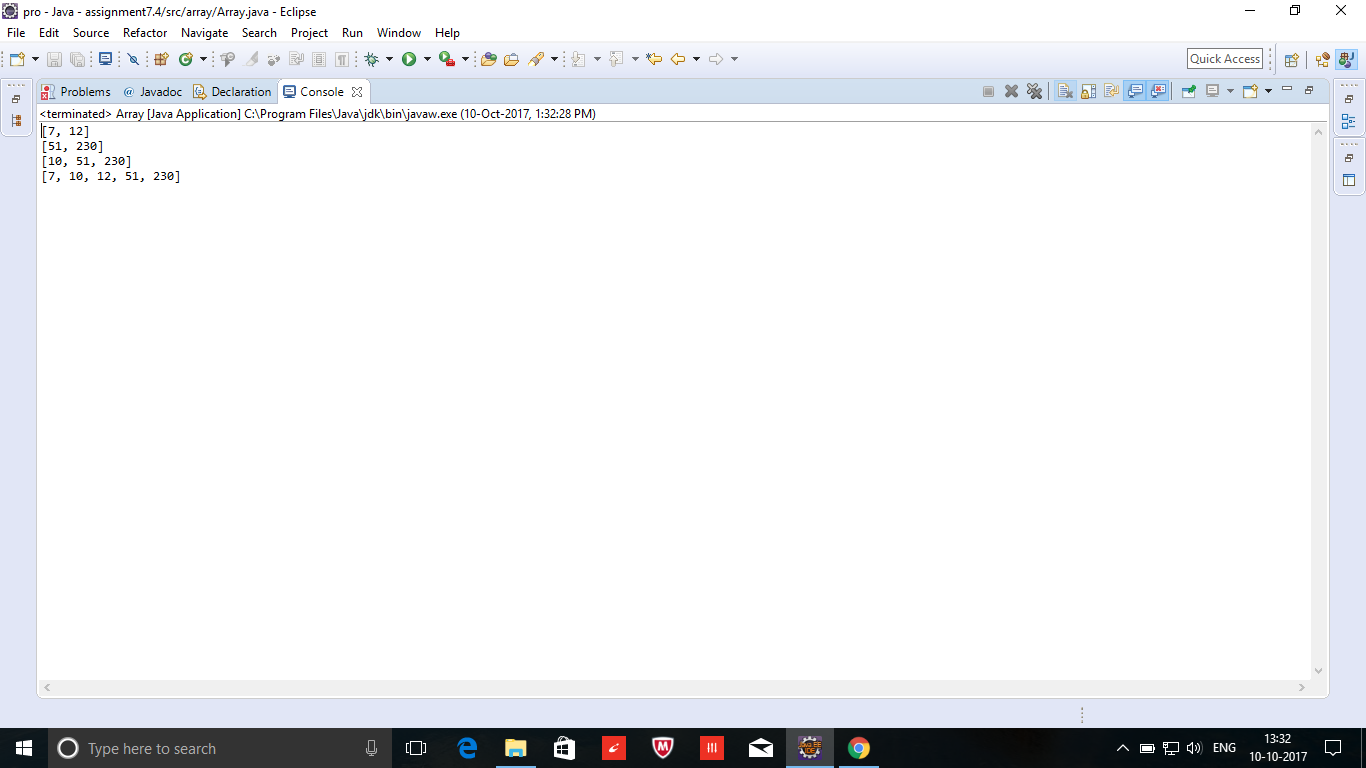 pro - Java - assignment7.4/src/array/Array.java - Eclipse
File Edit Source Refactor Navigate Search Project Run Window Help
Quick Access
Problems @ Javadoc Declaration Console
<terminated> Array [Java Application] C:\Program Files\Java\jdk\bin\javaw.exe (10-Oct-2017, 1:32:28 PM)
[7, 12]
[51, 230]
[10, 51, 230]
[7, 10, 12, 51, 230]
Type here to search
ENG
13:32
10-10-2017